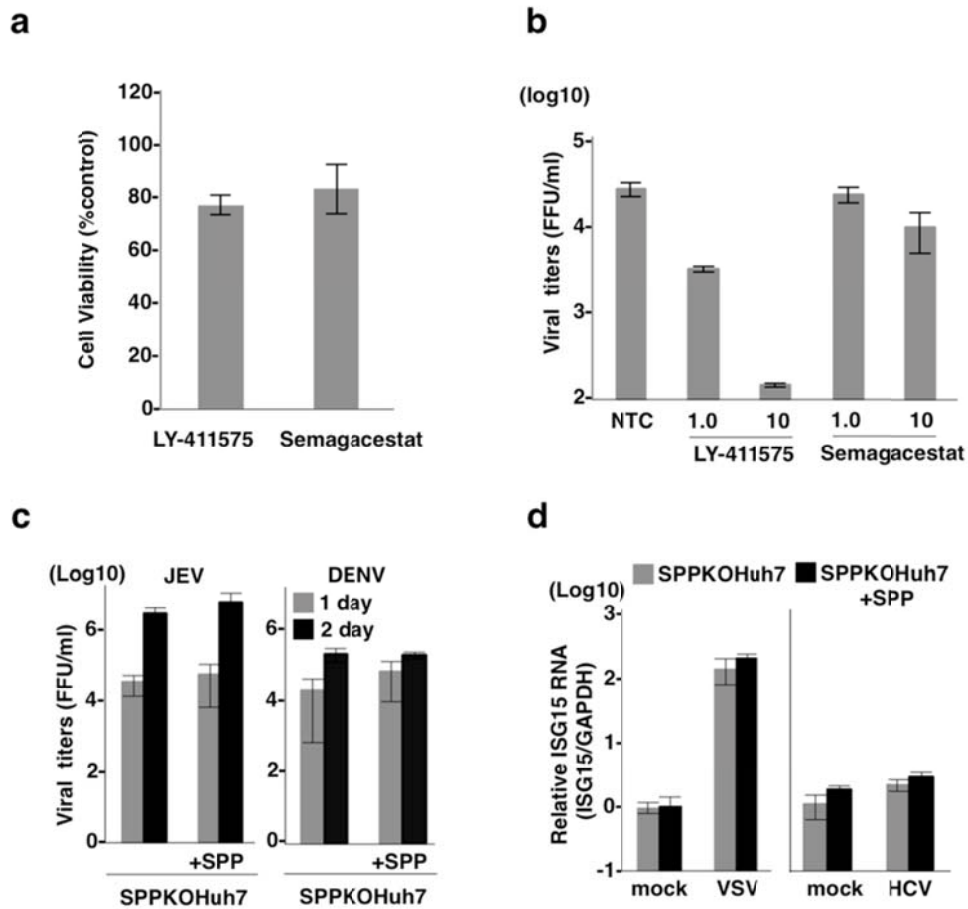 a
120
100
80
60
40
20
0
Cell Viability (%control)
LY-411575 Semagacestat
b
(log10)
5
4
3
2
Viral titers (FFU/ml)
NTC 1.0 10 1.0 10
LY-411575 Semagacestat
c
(Log10) JEV DENV
1 day
2 day
6
4
2
0
6
4
2
0
Viral titers (FFU/ml)
+SPP +SPP
SPPKOHuh7 SPPKOHuh7
d
SPPKOHuh7 SPPKOHuh7
+SPP
(Log10)
3
2
1
0
-1
Relative ISG15 RNA
(ISG15/GAPDH)
mock VSV mock HCV